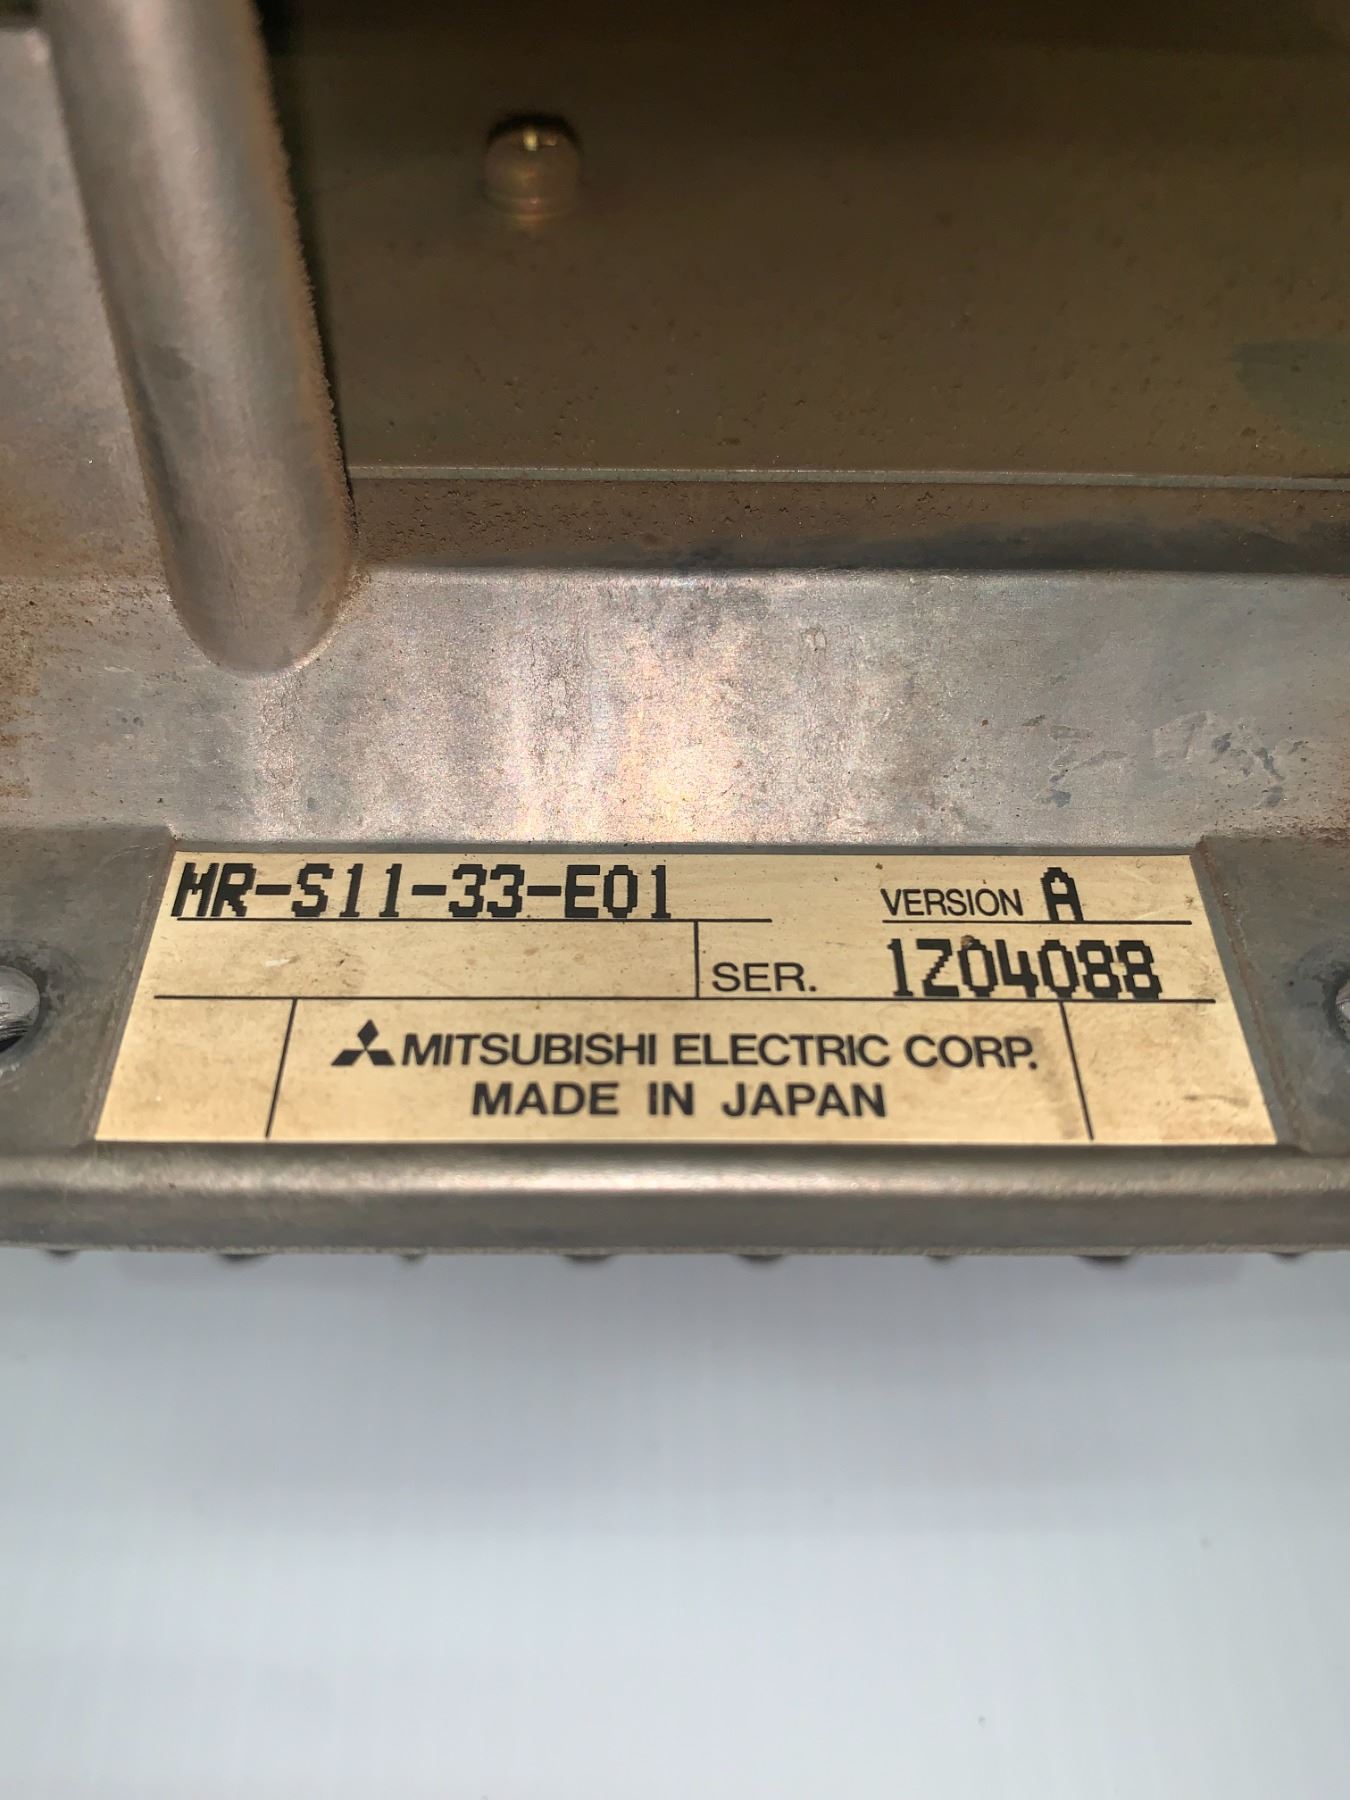 MR-S11-33-E01 VERSION A
SER. 1Z04088
MITSUBISHI ELECTRIC CORP.
MADE IN JAPAN